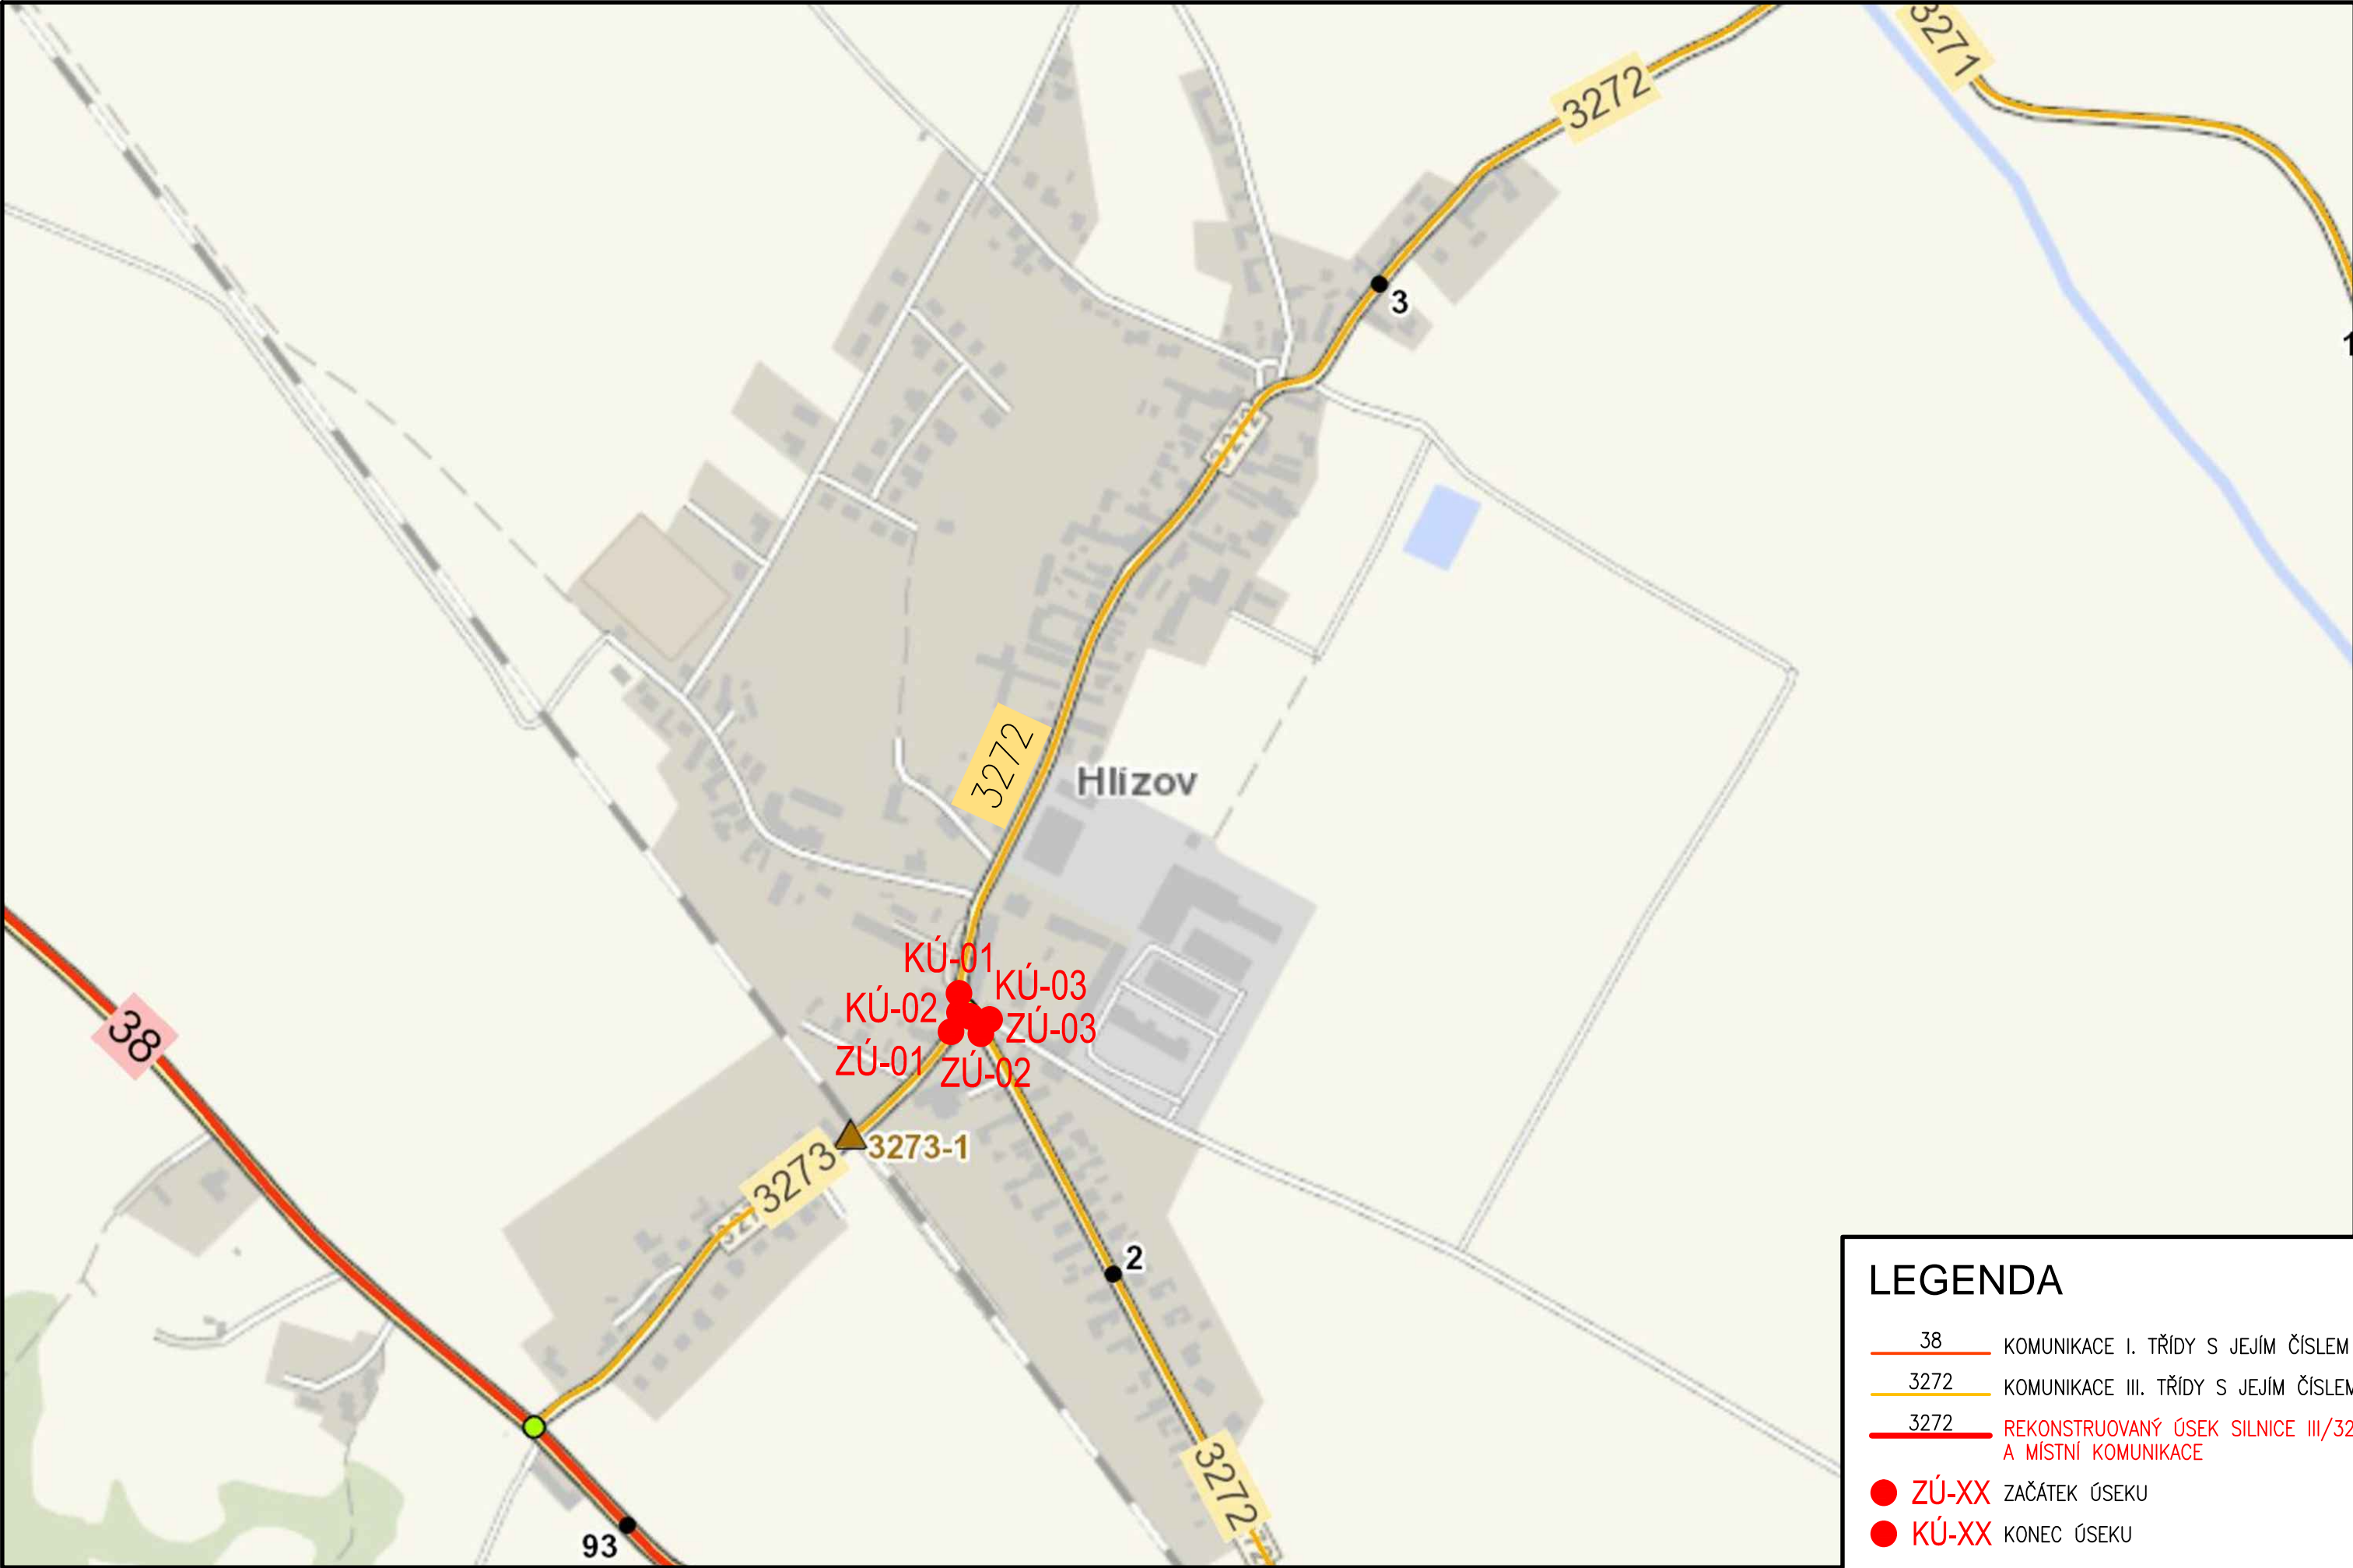 3271
3272
3
1
3272
3272
Hlízov
KÚ-01
KÚ-03
KÚ-02
ZÚ-03
ZÚ-01
ZÚ-02
38
3273-1
3273
327
2
3272
93
LEGENDA
38 KOMUNIKACE I. TŘÍDY S JEJÍM ČÍSLEM
3272 KOMUNIKACE III. TŘÍDY S JEJÍM ČÍSLEM
3272 REKONSTRUOVANÝ ÚSEK SILNICE III/32
A MÍSTNÍ KOMUNIKACE
ZÚ-XX ZAČÁTEK ÚSEKU
KÚ-XX KONEC ÚSEKU